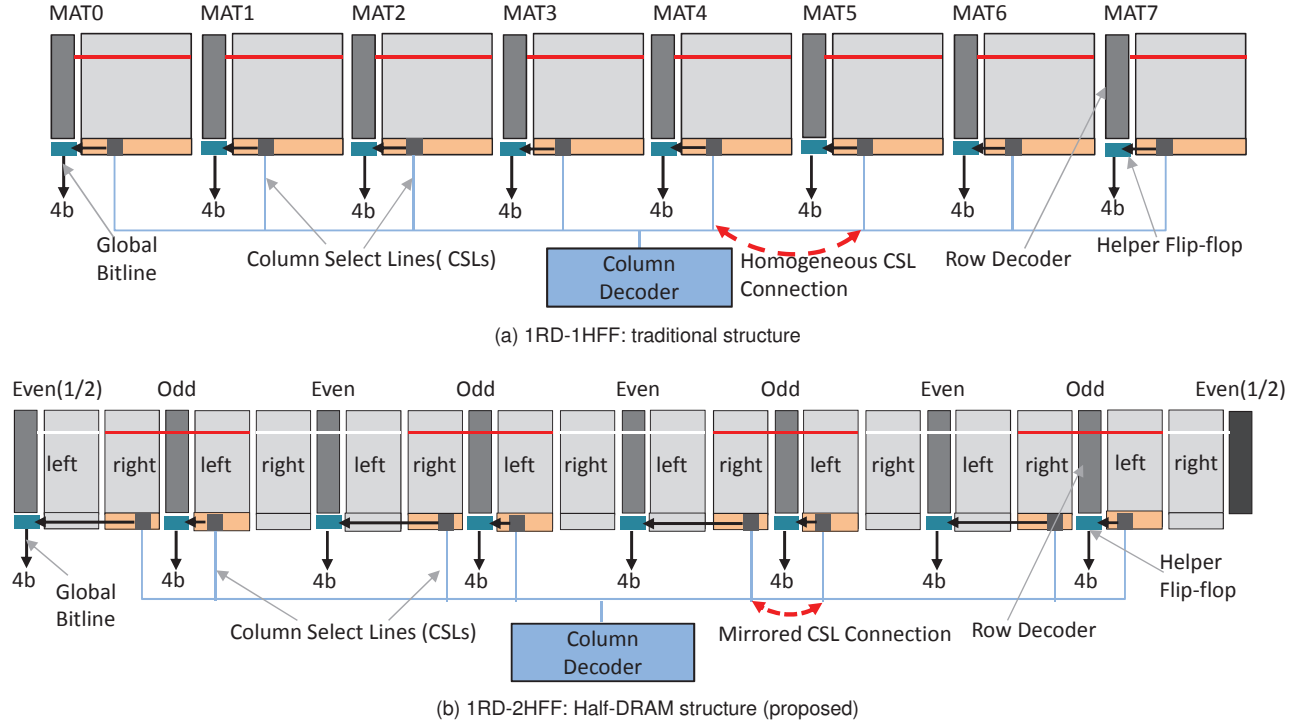 MAT0 MAT1 MAT2 MAT3 MAT4 MAT5 MAT6 MAT7
4b 4b 4b 4b 4b 4b 4b 4b
Global
Bitline
Column Select Lines( CSLs)
Column
Decoder
Homogeneous CSL
Connection
Row Decoder
Helper Flip-flop
(a) 1RD-1HFF: traditional structure
Even(1/2) Odd Even Odd Even Odd Even Odd Even(1/2)
left right left right left right left right left right left right left right left right
4b 4b 4b 4b 4b 4b 4b 4b
Global
Bitline
Column Select Lines (CSLs)
Column
Decoder
Mirrored CSL Connection
Helper
Flip-flop
Row Decoder
(b) 1RD-2HFF: Half-DRAM structure (proposed)